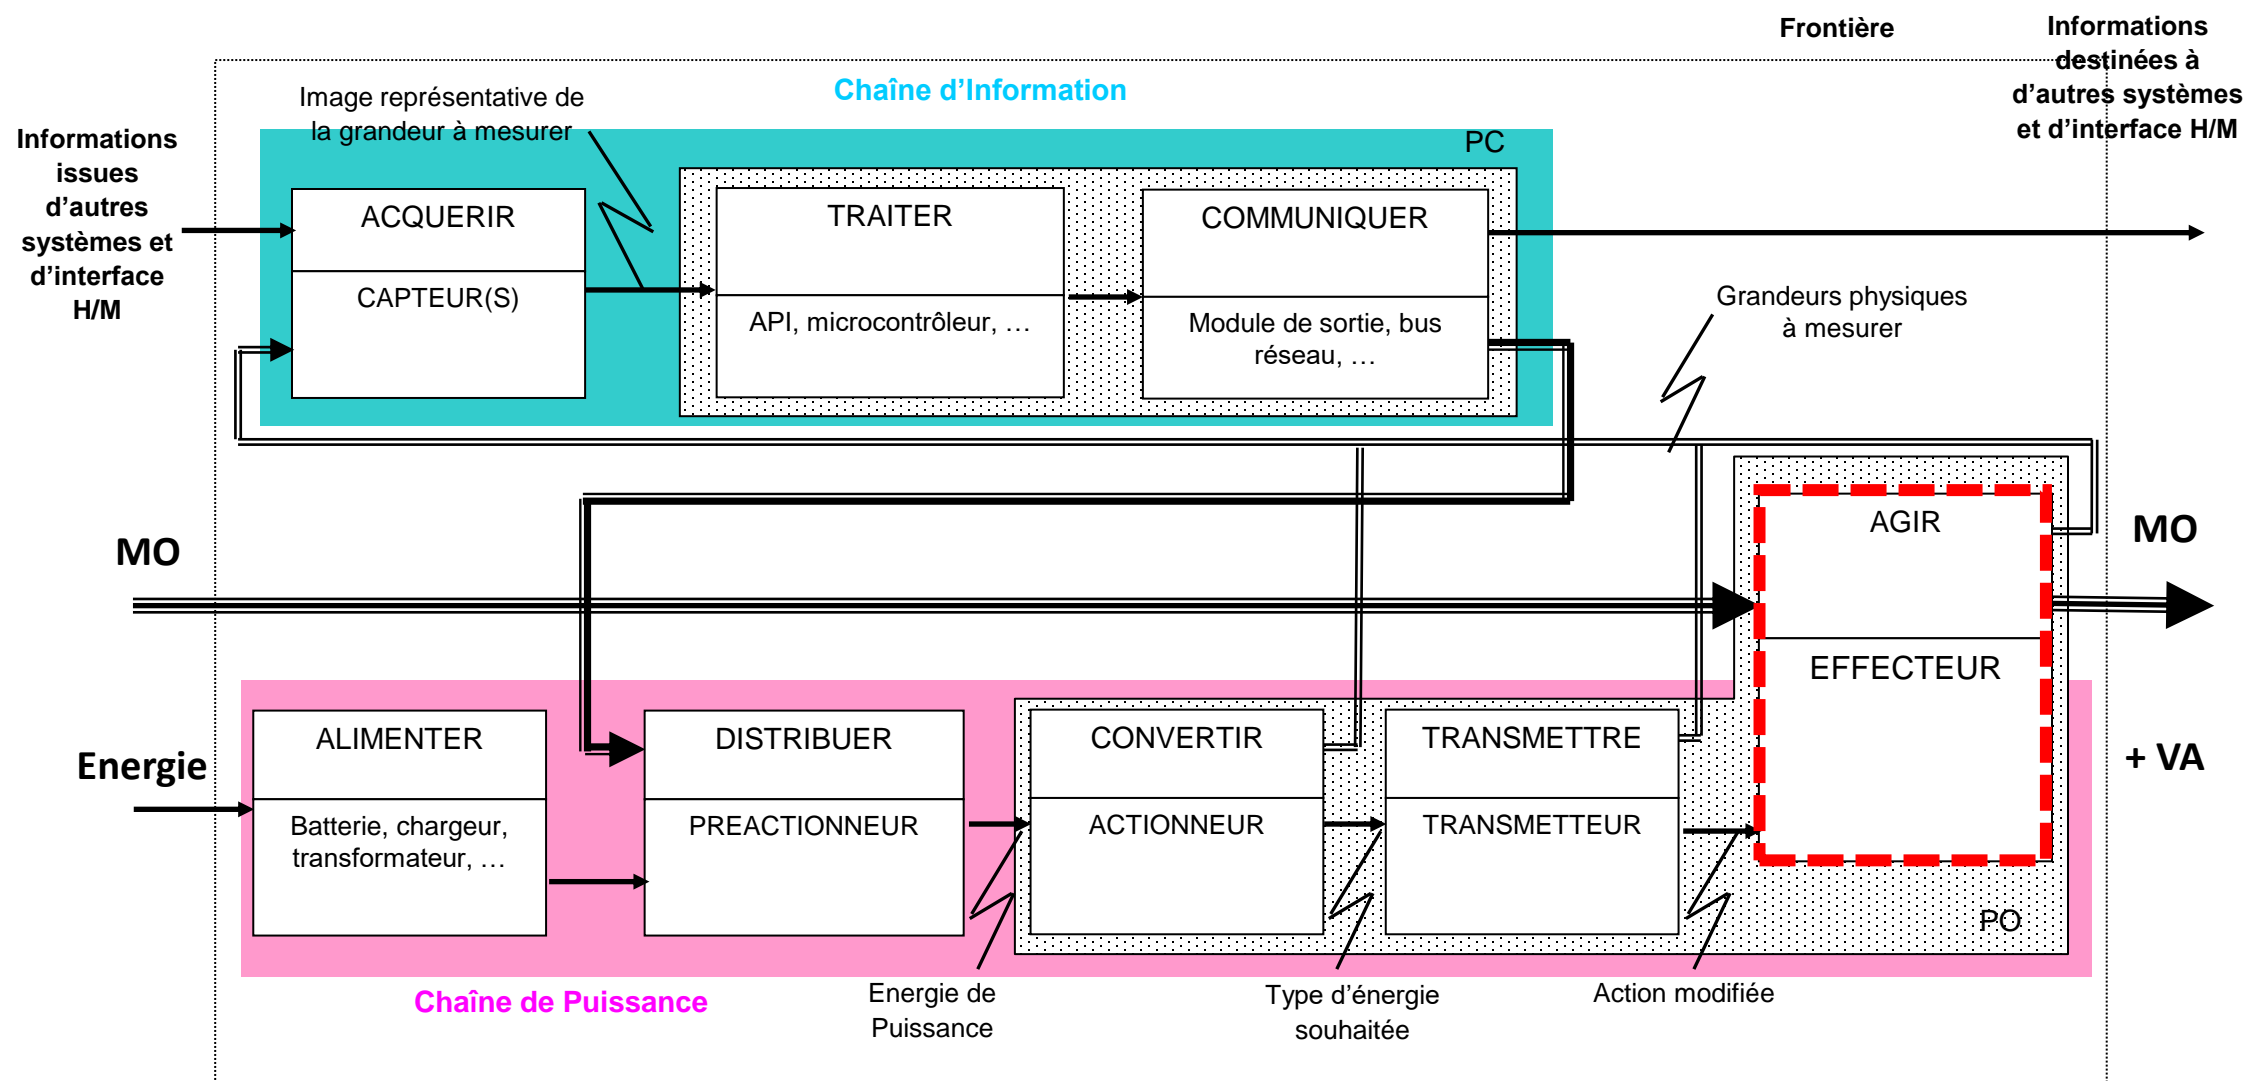 Frontière
Informations
destinées à
d’autres systèmes
et d’interface H/M
Chaîne d’Information
Image représentative de
la grandeur à mesurer
Informations
issues
d’autres
systèmes et
d’interface
H/M
PC
ACQUERIR
CAPTEUR(S)
TRAITER
API, microcontrôleur, …
COMMUNIQUER
Module de sortie, bus
réseau, …
Grandeurs physiques
à mesurer
MO
AGIR
EFFECTEUR
MO
+ VA
Energie
ALIMENTER
Batterie, chargeur,
transformateur, …
DISTRIBUER
PREACTIONNEUR
CONVERTIR
ACTIONNEUR
TRANSMETTRE
TRANSMETTEUR
PO
Chaîne de Puissance
Energie de
Puissance
Type d’énergie
souhaitée
Action modifiée